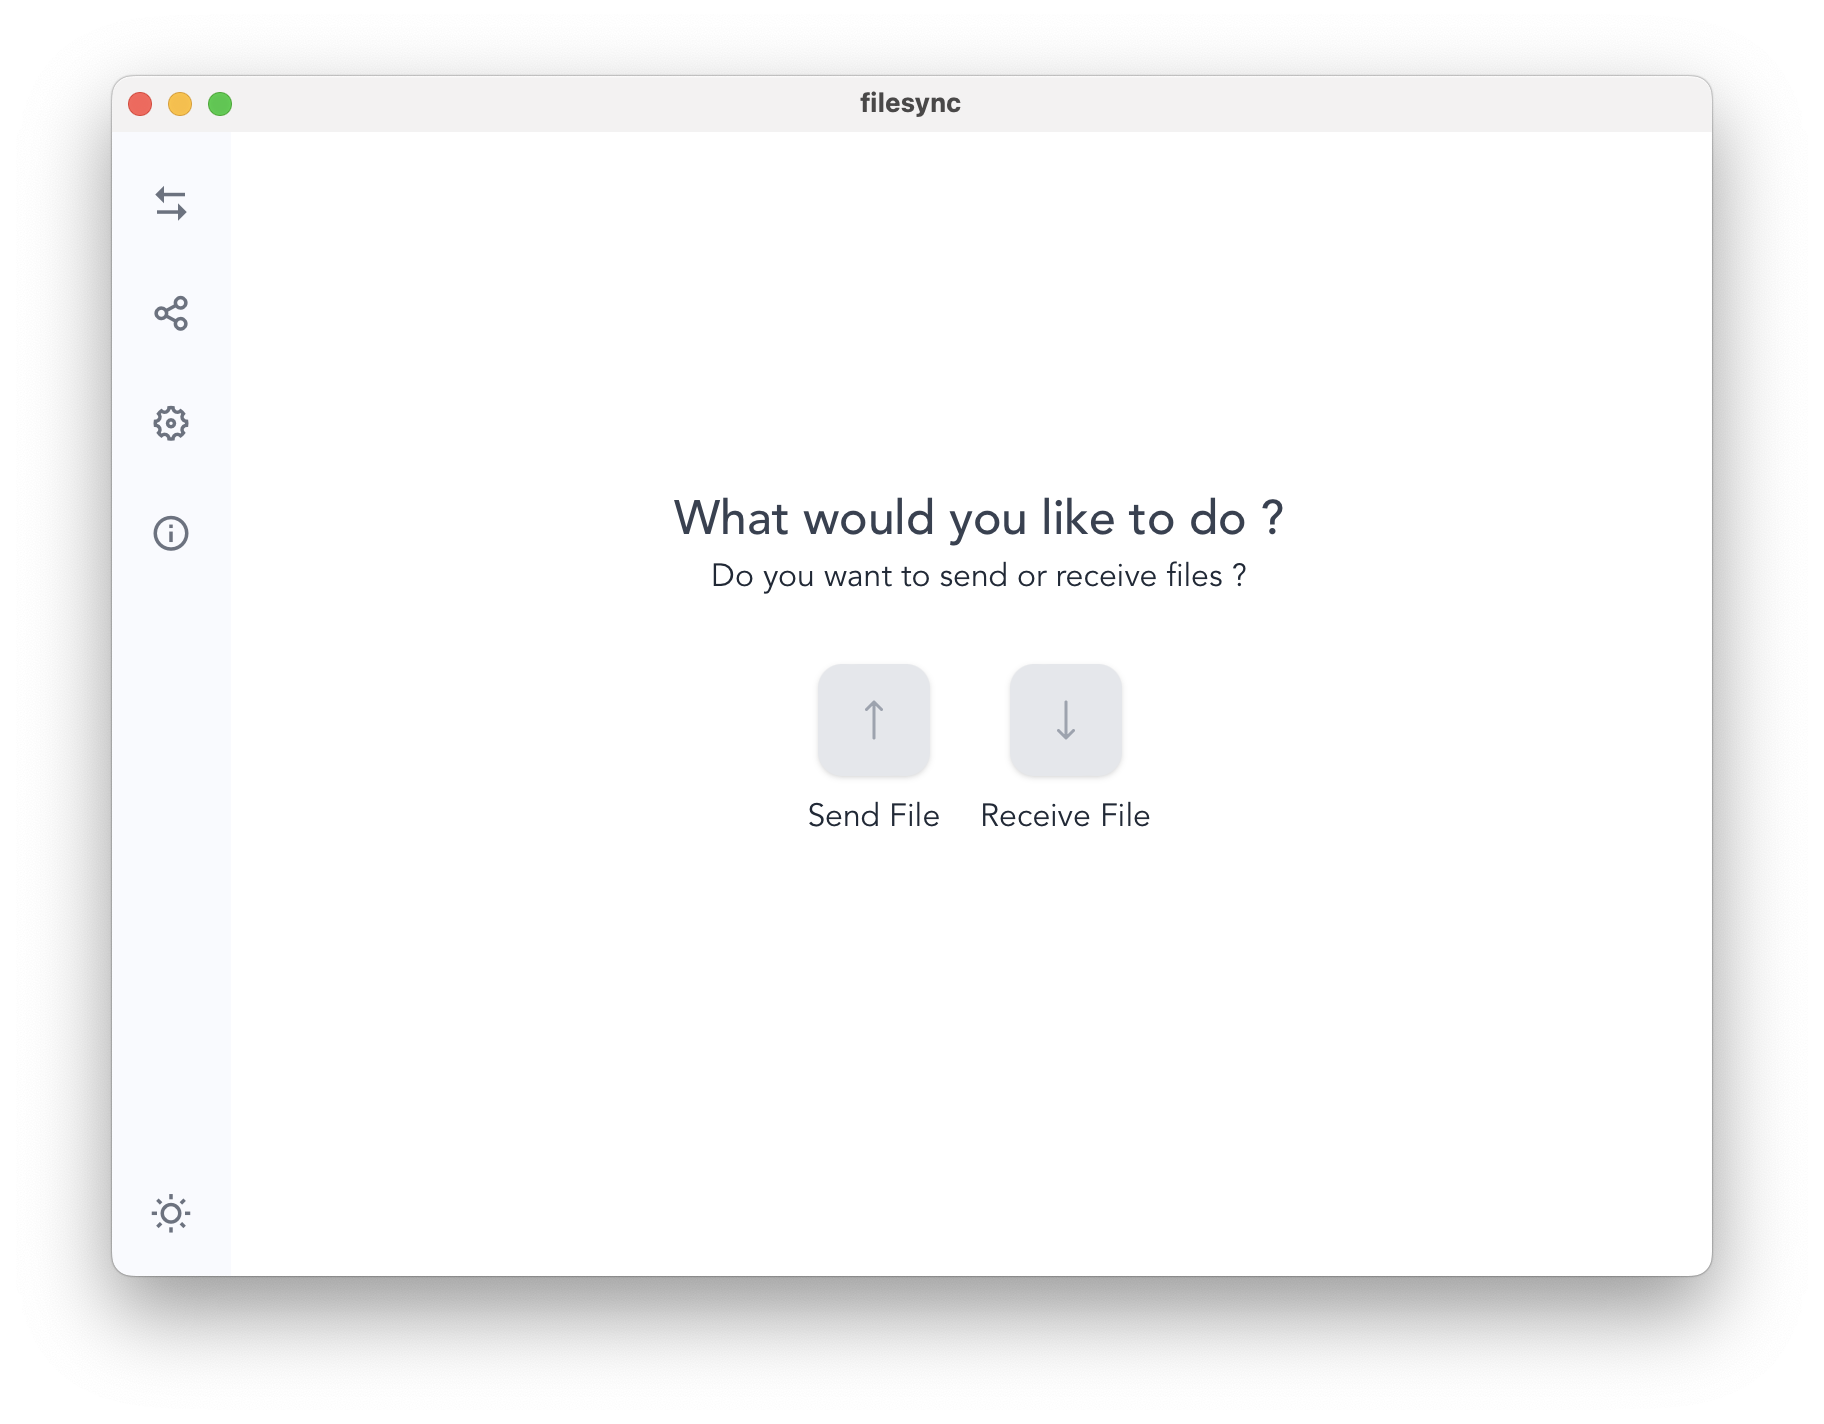 filesync
What would you like to do ?
Do you want to send or receive files ?
Send File
Receive File